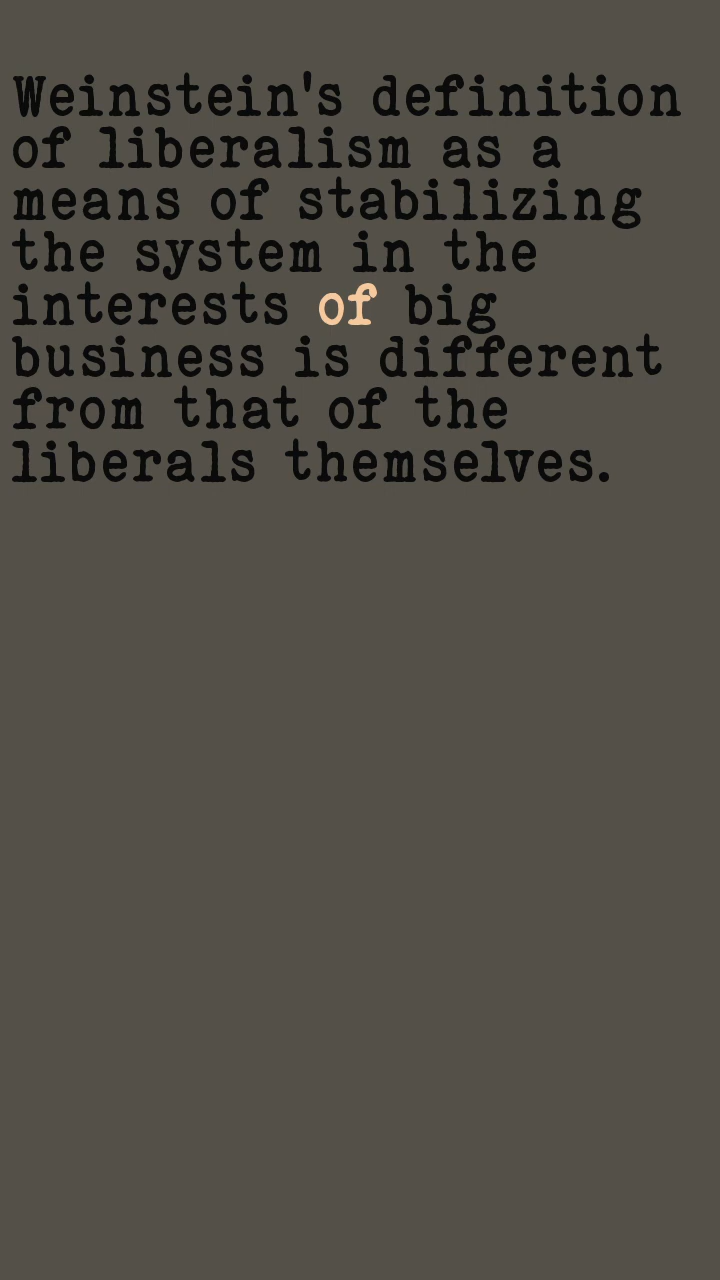 Weinstein's definition
of liberalism as a
means of stabilizing
the system in the
interests of big
business is different
from that of the
liberals themselves.